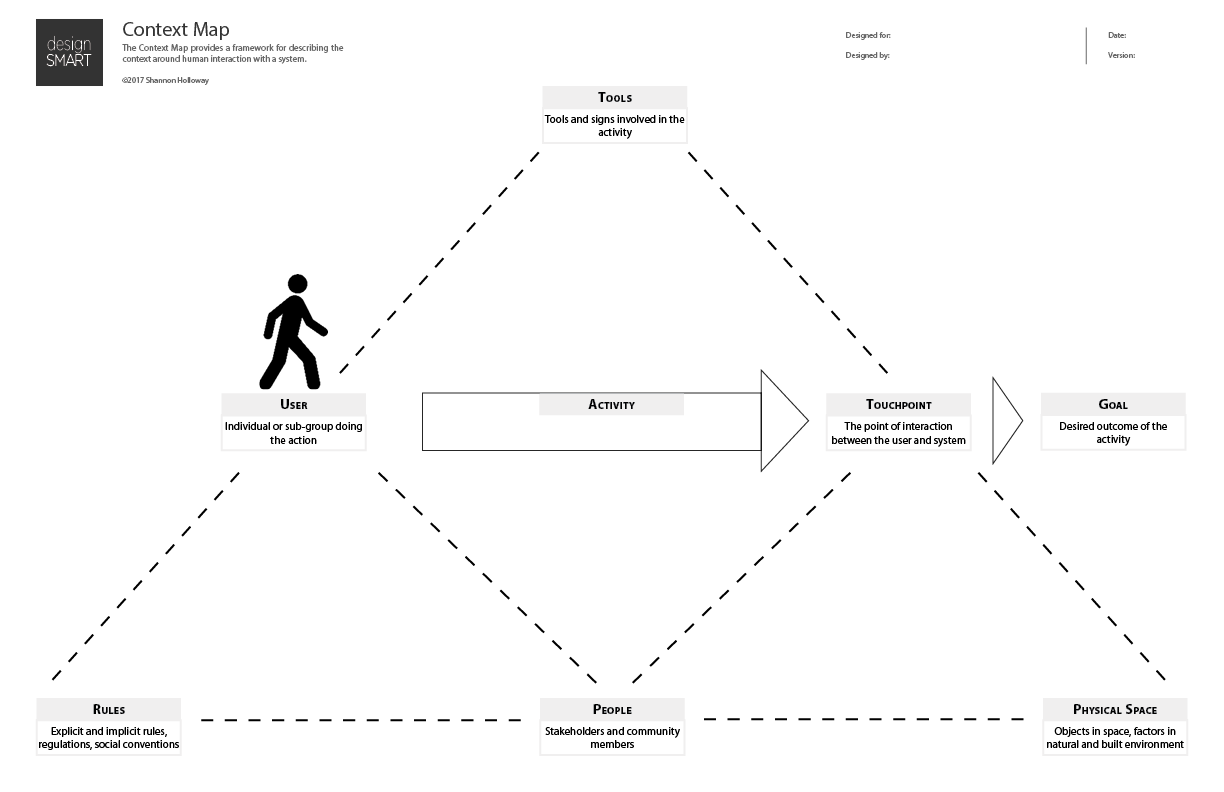 design
SMART
Context Map
The Context Map provides a framework for describing the
context around human interaction with a system.
©2017 Shannon Holloway
Designed for:
Designed by:
Date:
Version:
Tools
Tools and signs involved in the
activity
User
Individual or sub-group doing
the action
Activity
Touchpoint
The point of interaction
between the user and system
Goal
Desired outcome of the
activity
Rules
Explicit and implicit rules,
regulations, social conventions
People
Stakeholders and community
members
Physical Space
Objects in space, factors in
natural and built environment